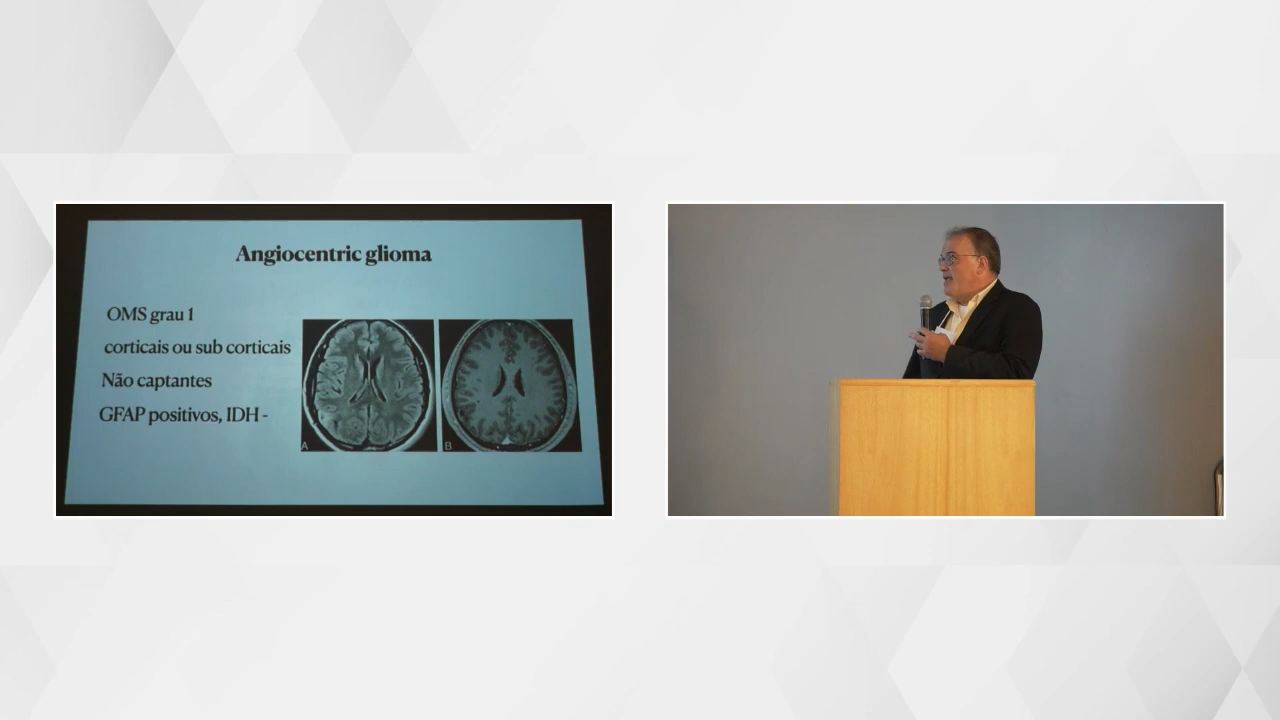 Angiocentric glioma
OMS grau 1
corticais ou sub corticais
Não captantes
GFAP positivos, IDH -
A
B